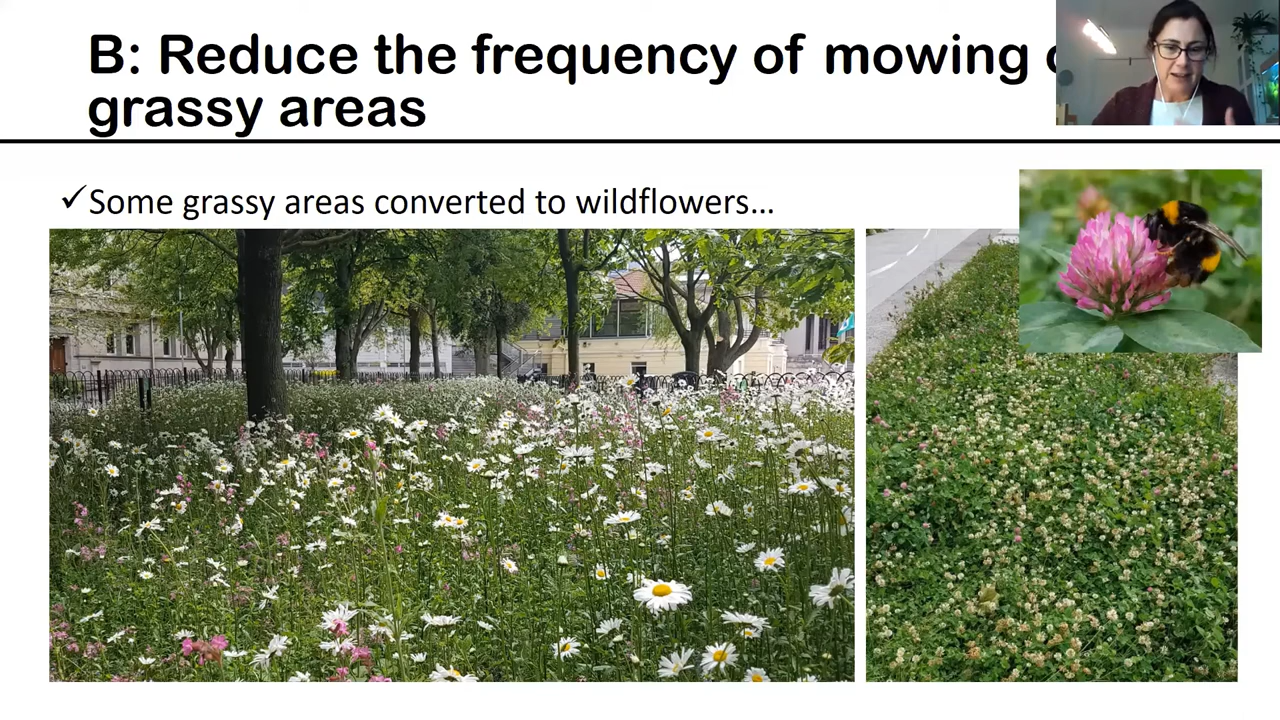 B: Reduce the frequency of mowing
grassy areas
✓Some grassy areas converted to wildflowers...